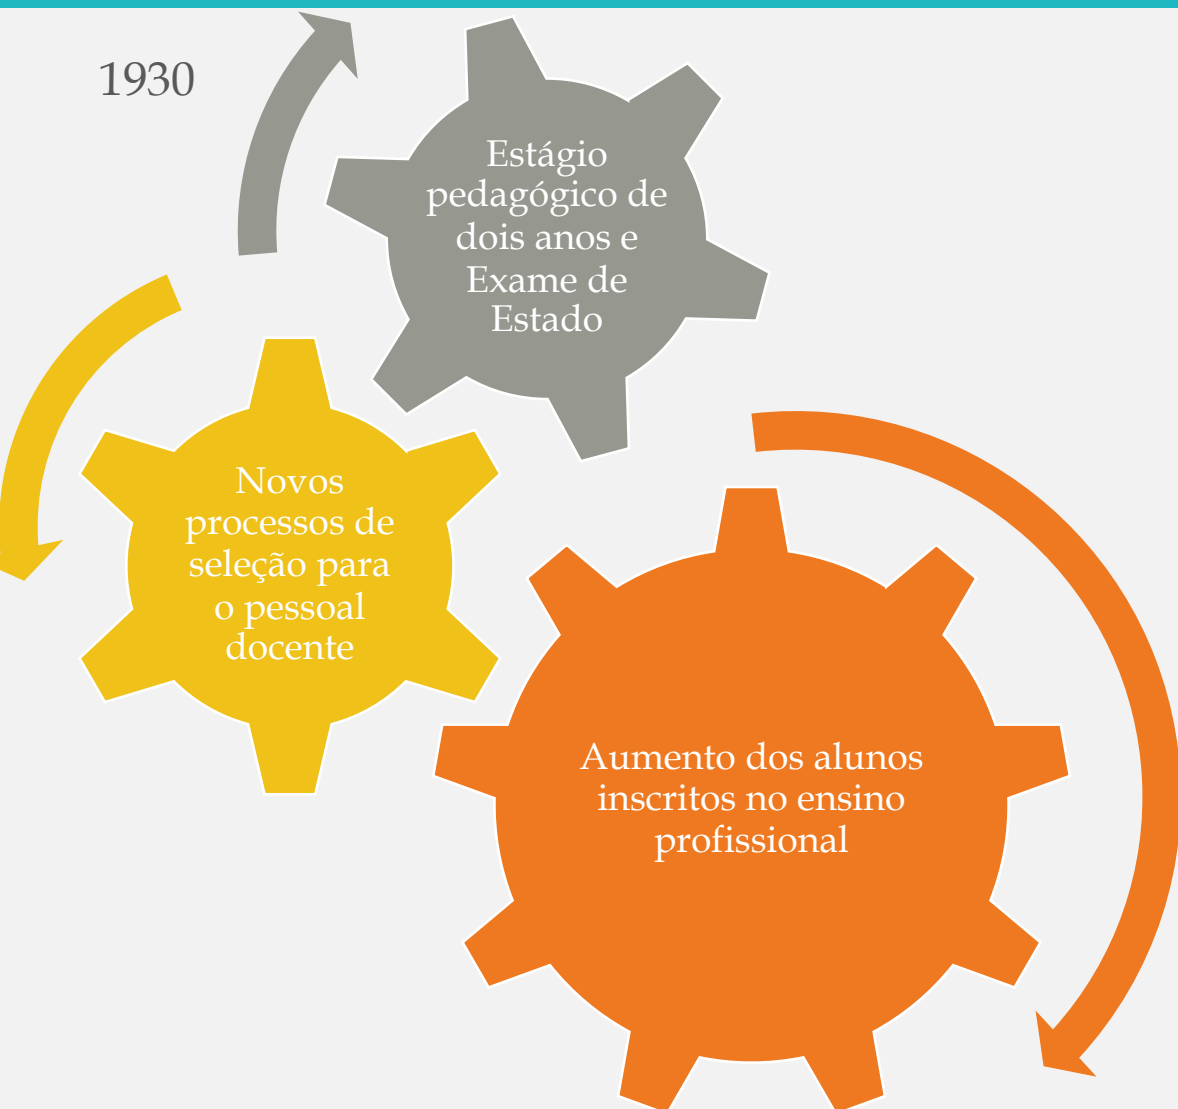 1930
Estágio
pedagógico de
dois anos e
Exame de
Estado
Novos
processos de
seleção para
o pessoal
docente
Aumento dos alunos
inscritos no ensino
profissional